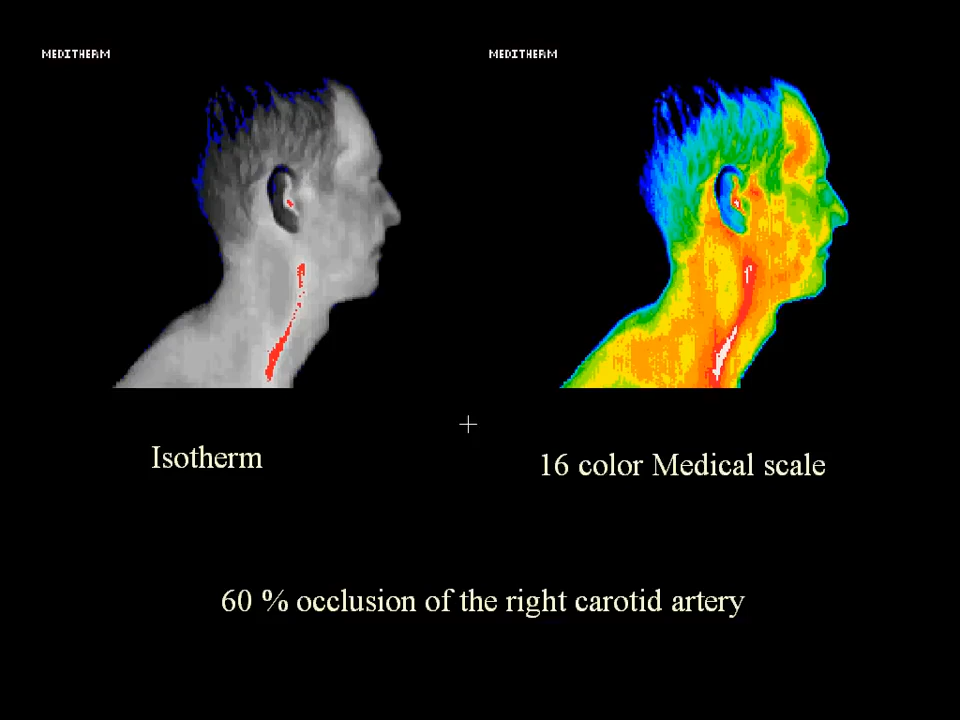 MEDITHERM
MEDITHERM
Isotherm
16 color Medical scale
60 % occlusion of the right carotid artery